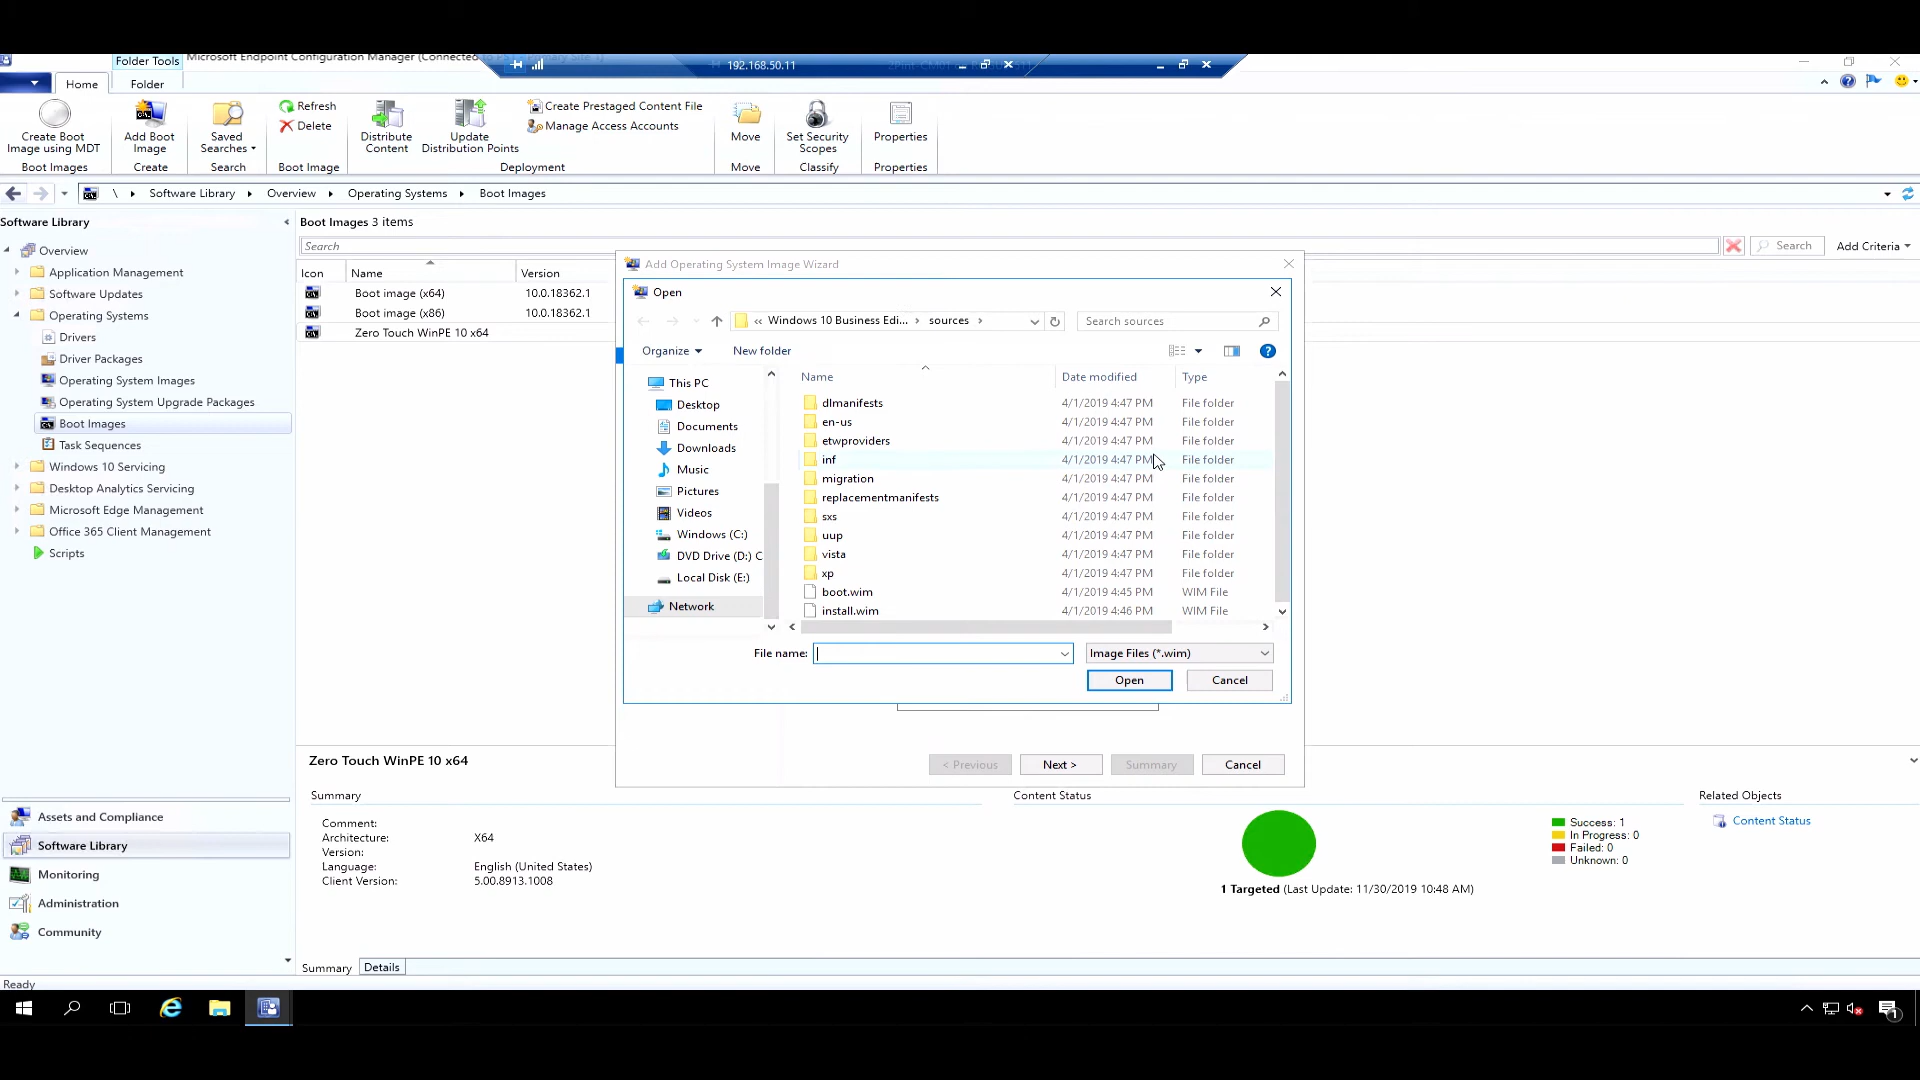 Folder Tools
Microsoft Endpoint Configuration Manager (Connected to
192.168.50.11
Home
Folder
Create Boot
Image using MDT
Boot Images
Add Boot
Image
Create
Saved
Searches
Search
Refresh
Delete
Boot Image
Distribute
Content
Update
Distribution Points
Create Prestaged Content File
Manage Access Accounts
Deployment
Move
Move
Set Security
Scopes
Classify
Properties
Properties
\ Software Library Overview Operating Systems Boot Images
Software Library
Overview
Application Management
Software Updates
Operating Systems
Drivers
Driver Packages
Operating System Images
Operating System Upgrade Packages
Boot Images
Task Sequences
Windows 10 Servicing
Desktop Analytics Servicing
Microsoft Edge Management
Office 365 Client Management
Scripts
Assets and Compliance
Software Library
Monitoring
Administration
Community
Boot Images 3 items
Search
Search
Add Criteria
Icon Name Version
Boot image (x64) 10.0.18362.1
Boot image (x86) 10.0.18362.1
Zero Touch WinPE 10 x64
Add Operating System Image Wizard
Open
« Windows 10 Business Edi... sources
Search sources
Organize New folder
This PC
Desktop
Documents
Downloads
Music
Pictures
Videos
Windows (C:)
DVD Drive (D:) C
Local Disk (E:)
Network
Name Date modified Type
dlmanifests 4/1/2019 4:47 PM File folder
en-us 4/1/2019 4:47 PM File folder
etwproviders 4/1/2019 4:47 PM File folder
inf 4/1/2019 4:47 PM File folder
migration 4/1/2019 4:47 PM File folder
replacementmanifests 4/1/2019 4:47 PM File folder
sxs 4/1/2019 4:47 PM File folder
uup 4/1/2019 4:47 PM File folder
vista 4/1/2019 4:47 PM File folder
xp 4/1/2019 4:47 PM File folder
boot.wim 4/1/2019 4:45 PM WIM File
install.wim 4/1/2019 4:46 PM WIM File
File name:
Image Files (*.wim)
Open Cancel
< Previous Next > Summary Cancel
Zero Touch WinPE 10 x64
Summary
Comment:
Architecture: X64
Version:
Language: English (United States)
Client Version: 5.00.8913.1008
Content Status
Success: 1
In Progress: 0
Failed: 0
Unknown: 0
1 Targeted (Last Update: 11/30/2019 10:48 AM)
Related Objects
Content Status
Summary Details
Ready
1